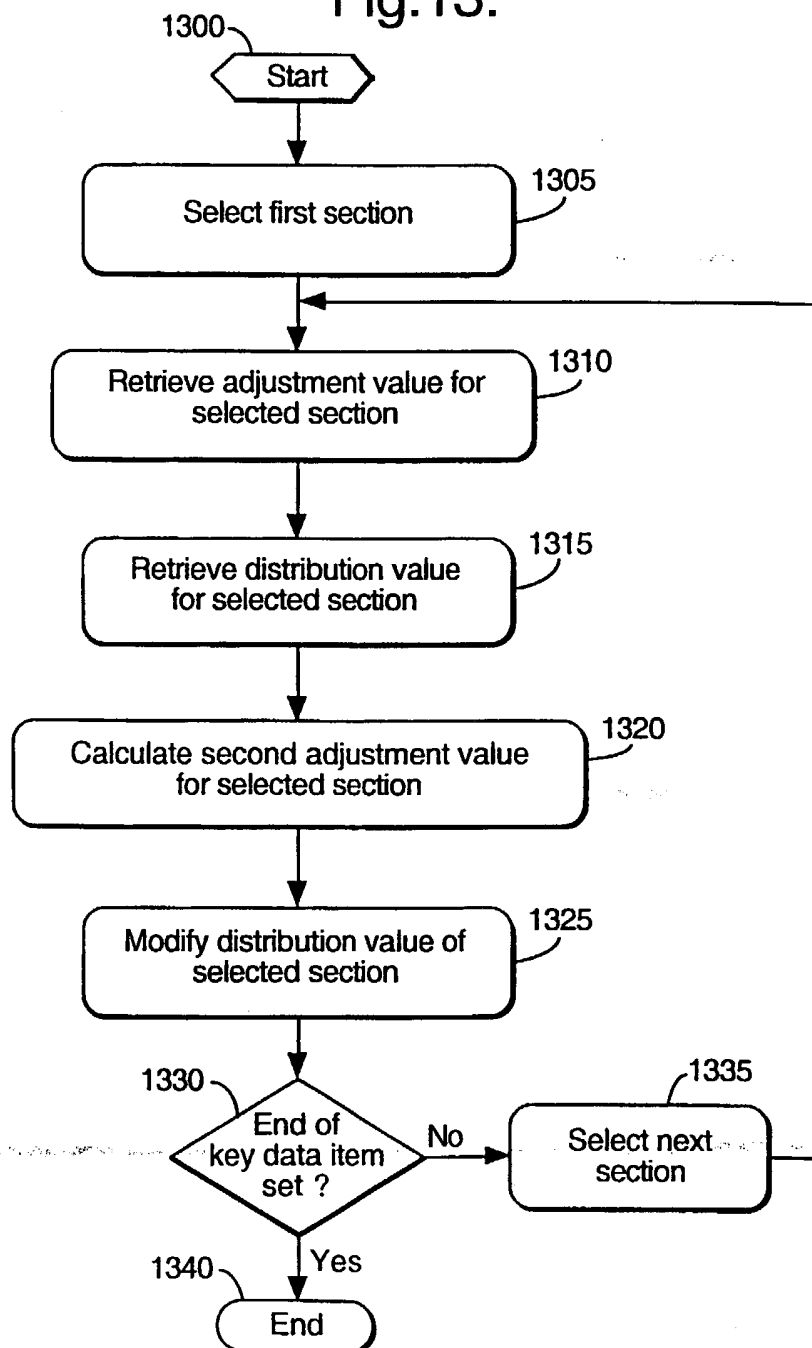 Fig.13.
1300
Start
1305
Select first section
1310
Retrieve adjustment value for
selected section
1315
Retrieve distribution value
for selected section
1320
Calculate second adjustment value
for selected section
1325
Modify distribution value of
selected section
1330
End of
key data item
set ?
No
1335
Select next
section
Yes
1340
End